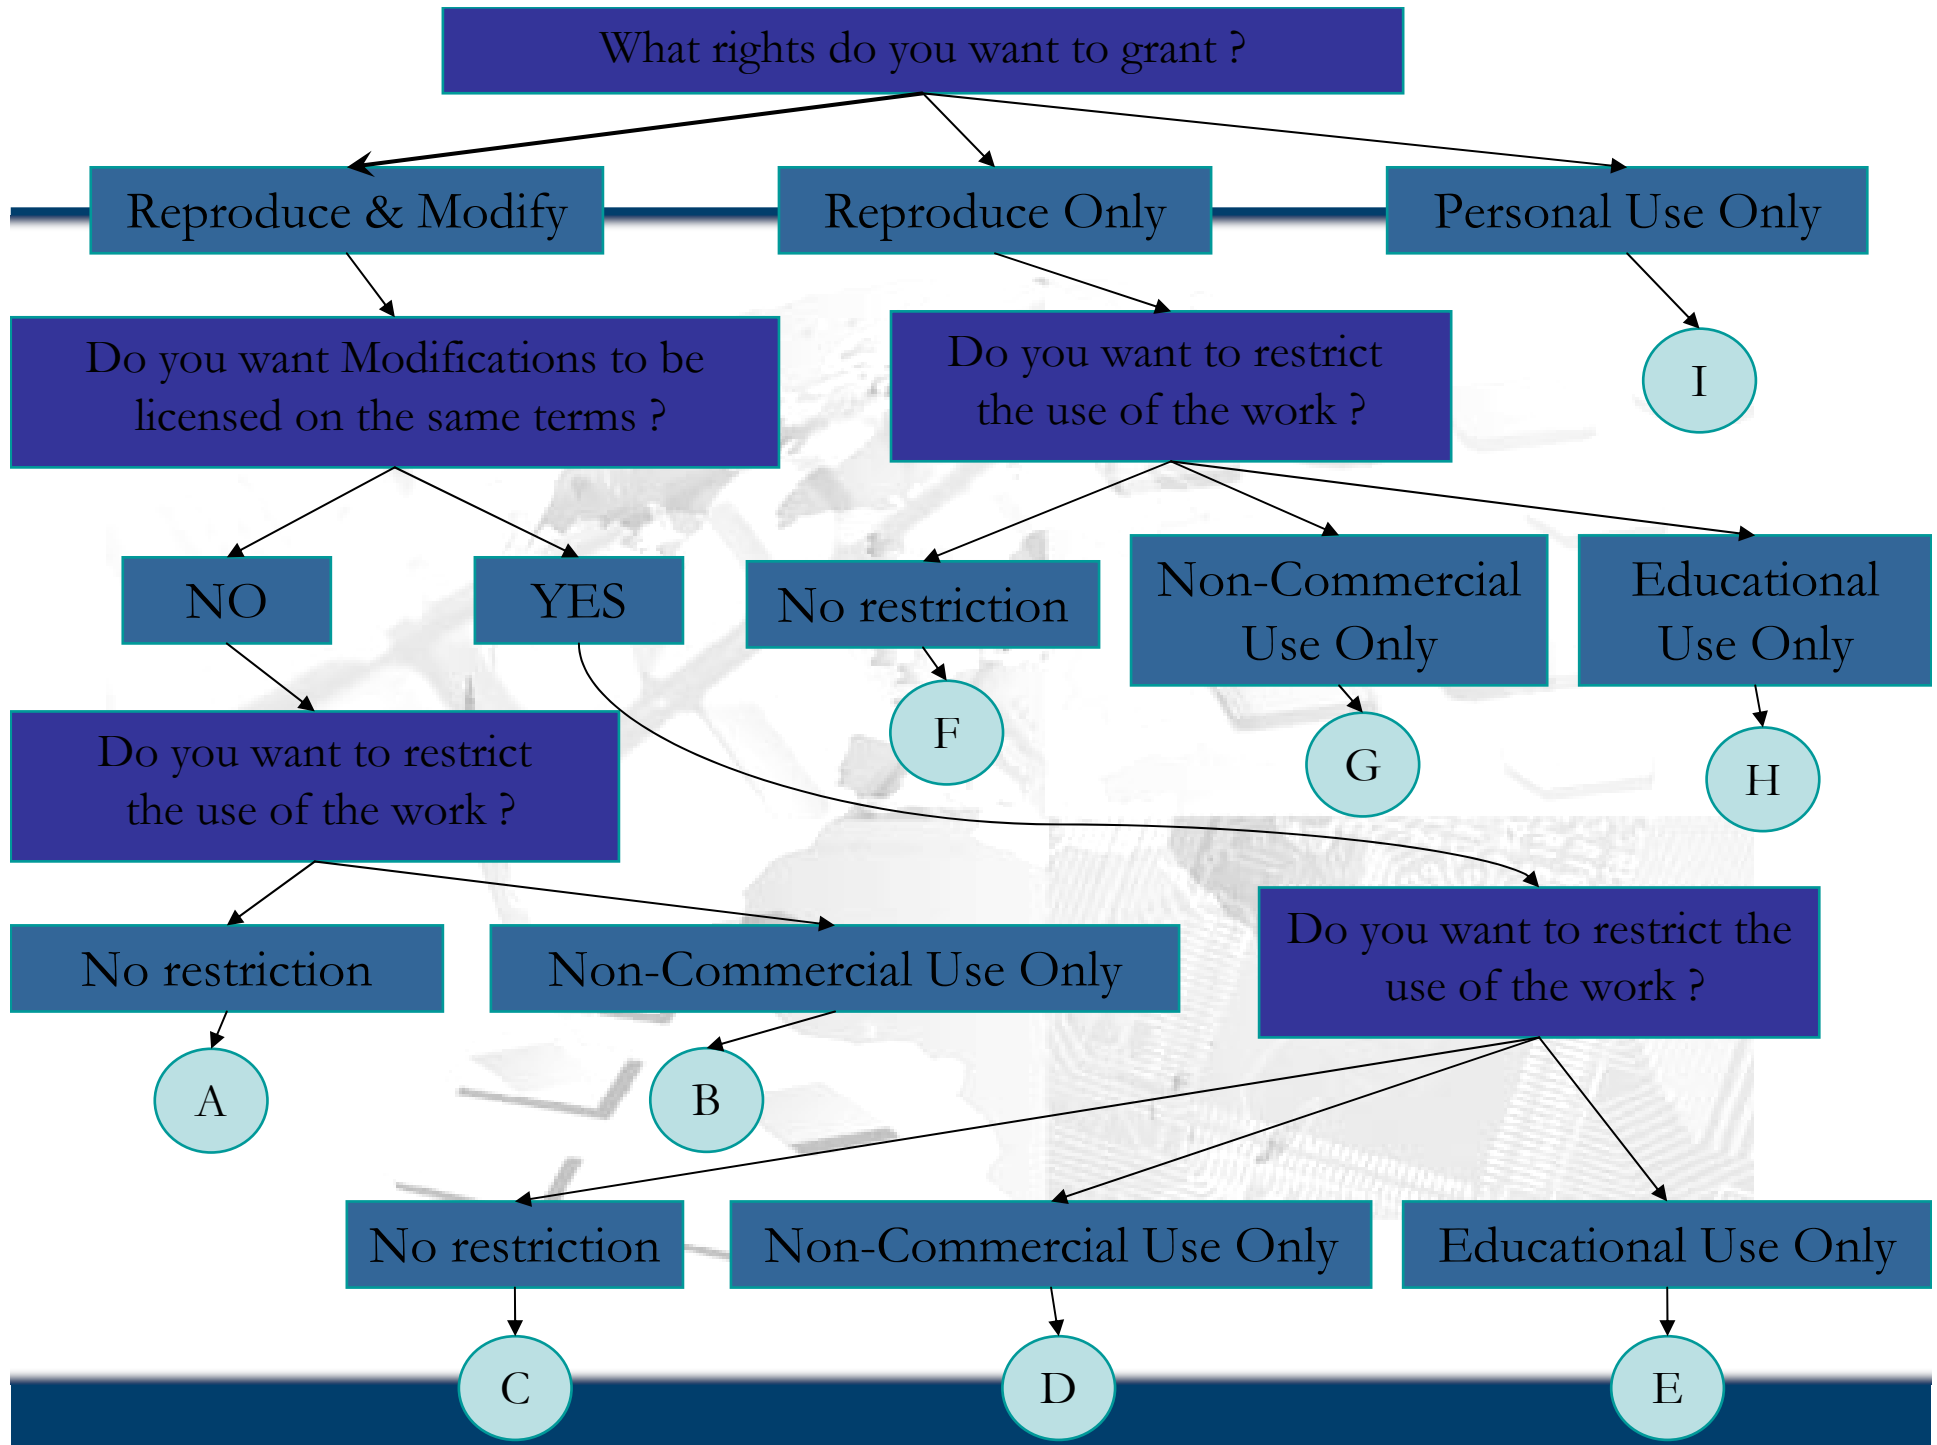 What rights do you want to grant ?
Reproduce & Modify
Reproduce Only
Personal Use Only
Do you want Modifications to be
licensed on the same terms ?
Do you want to restrict
the use of the work ?
I
NO
YES
No restriction
Non-Commercial
Use Only
Educational
Use Only
F
G
H
Do you want to restrict
the use of the work ?
No restriction
Non-Commercial Use Only
Do you want to restrict the
use of the work ?
A
B
No restriction
Non-Commercial Use Only
Educational Use Only
C
D
E